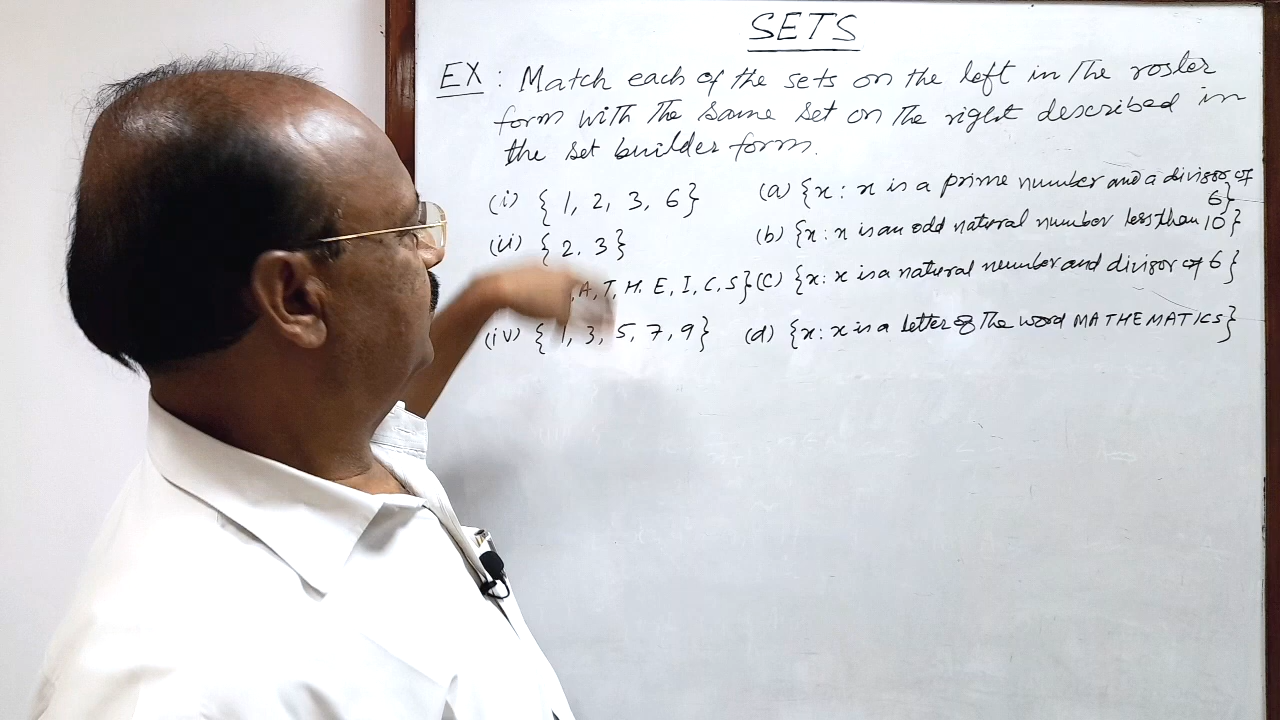 SETS
EX : Match each of the sets on the left in the roster
form with the same set on the right described in
the set builder form.
(i) { 1, 2, 3, 6} (a) {x : x is a prime number and a divisor of
6}
(ii) { 2, 3 } (b) {x : x is an odd natural number less than 10}
,A, T, H, E, I, C, S}. (c) {x : x is a natural number and divisor of 6}
(iv) { 1, 3, 5, 7, 9} (d) {x : x is a letter of the word MATHEMATICS}